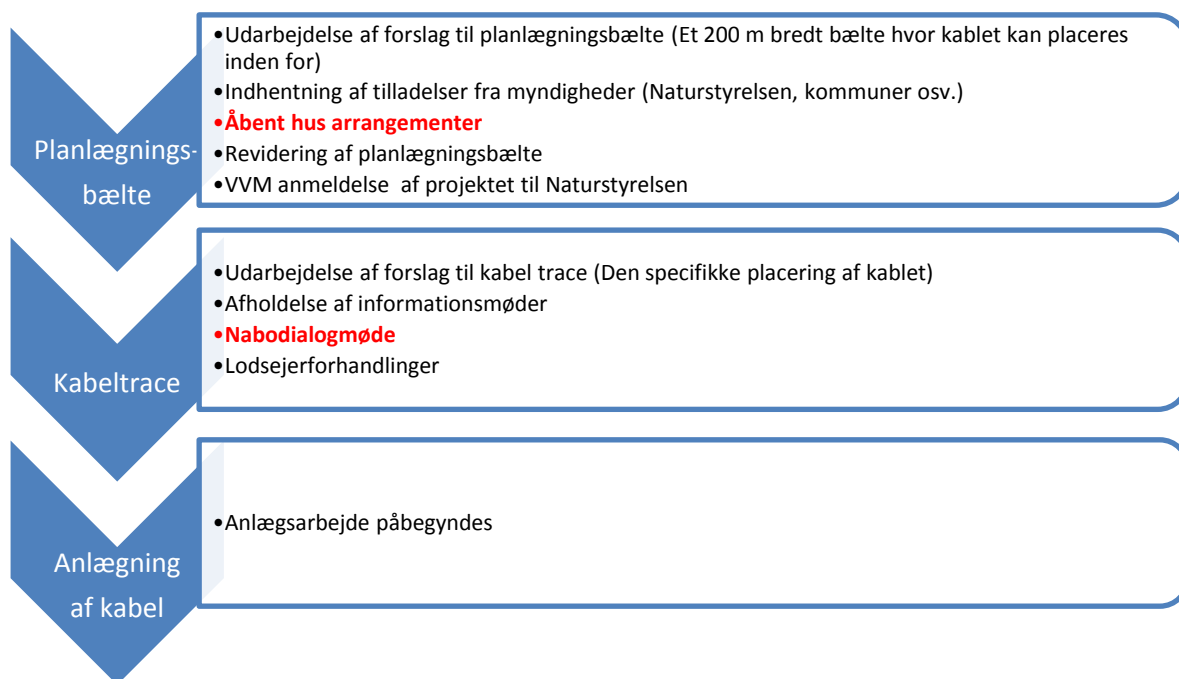 Planlægnings-
bælte
•Udarbejdelse af forslag til planlægningsbælte (Et 200 m bredt bælte hvor kablet kan placeres
inden for)
•Indhentning af tilladelser fra myndigheder (Naturstyrelsen, kommuner osv.)
•Åbent hus arrangementer
•Revidering af planlægningsbælte
•VVM anmeldelse  af projektet til Naturstyrelsen
Kabeltrace
•Udarbejdelse af forslag til kabel trace (Den specifikke placering af kablet)
•Afholdelse af informationsmøder
•Nabodialogmøde
•Lodsejerforhandlinger
Anlægning
af kabel
•Anlægsarbejde påbegyndes